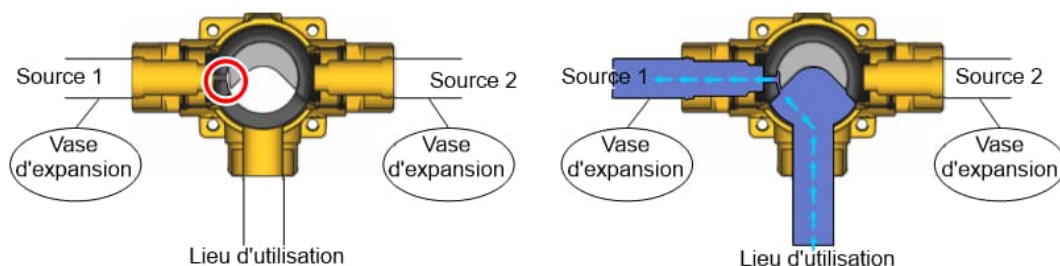 Source 1
Source 2
Vase
d'expansion
Vase
d'expansion
Lieu d'utilisation
Source 1
Source 2
Vase
d'expansion
Vase
d'expansion
Lieu d'utilisation